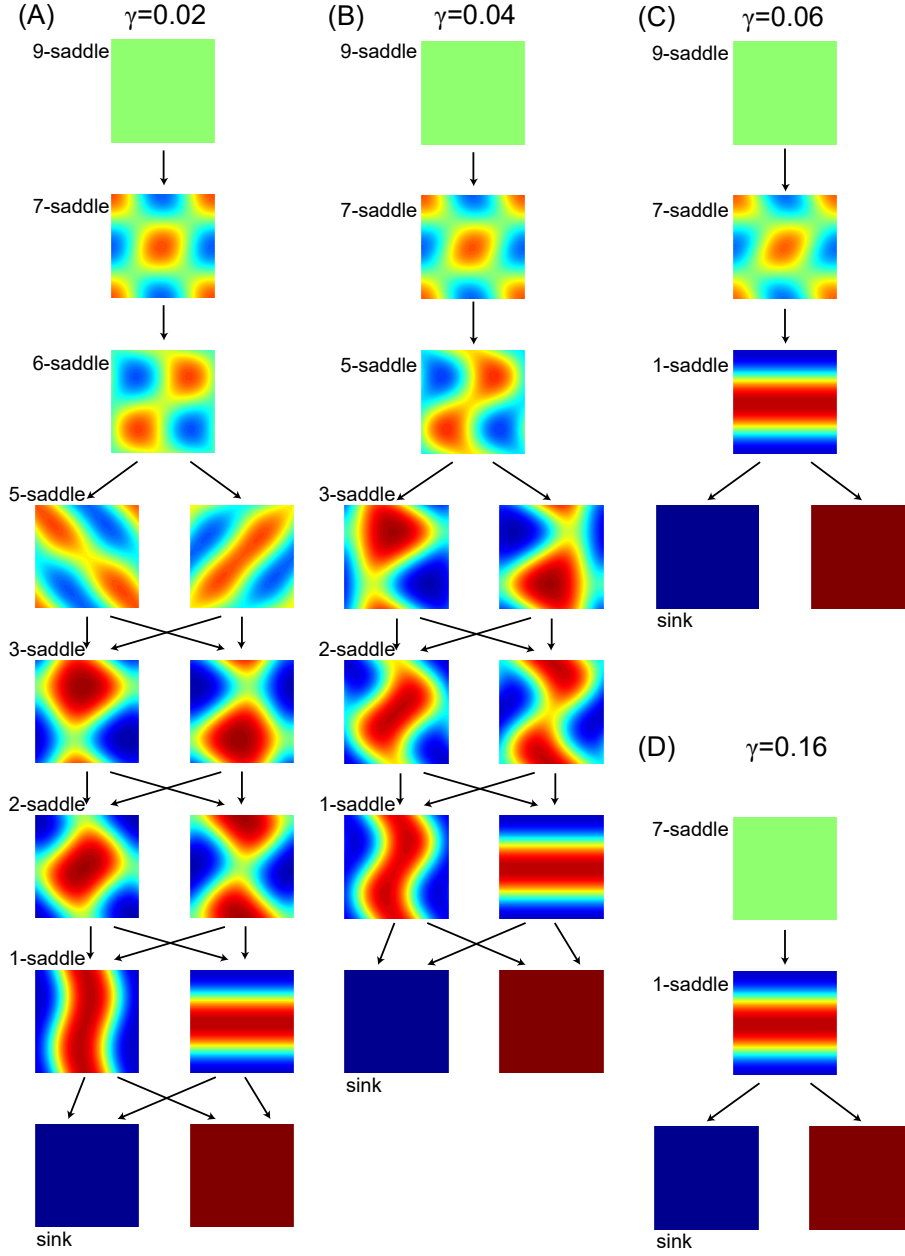 (A) γ=0.02
9-saddle
7-saddle
6-saddle
5-saddle
3-saddle
2-saddle
1-saddle
sink
(B) γ=0.04
9-saddle
7-saddle
5-saddle
3-saddle
2-saddle
1-saddle
sink
(C) γ=0.06
9-saddle
7-saddle
1-saddle
sink
(D) γ=0.16
7-saddle
1-saddle
sink